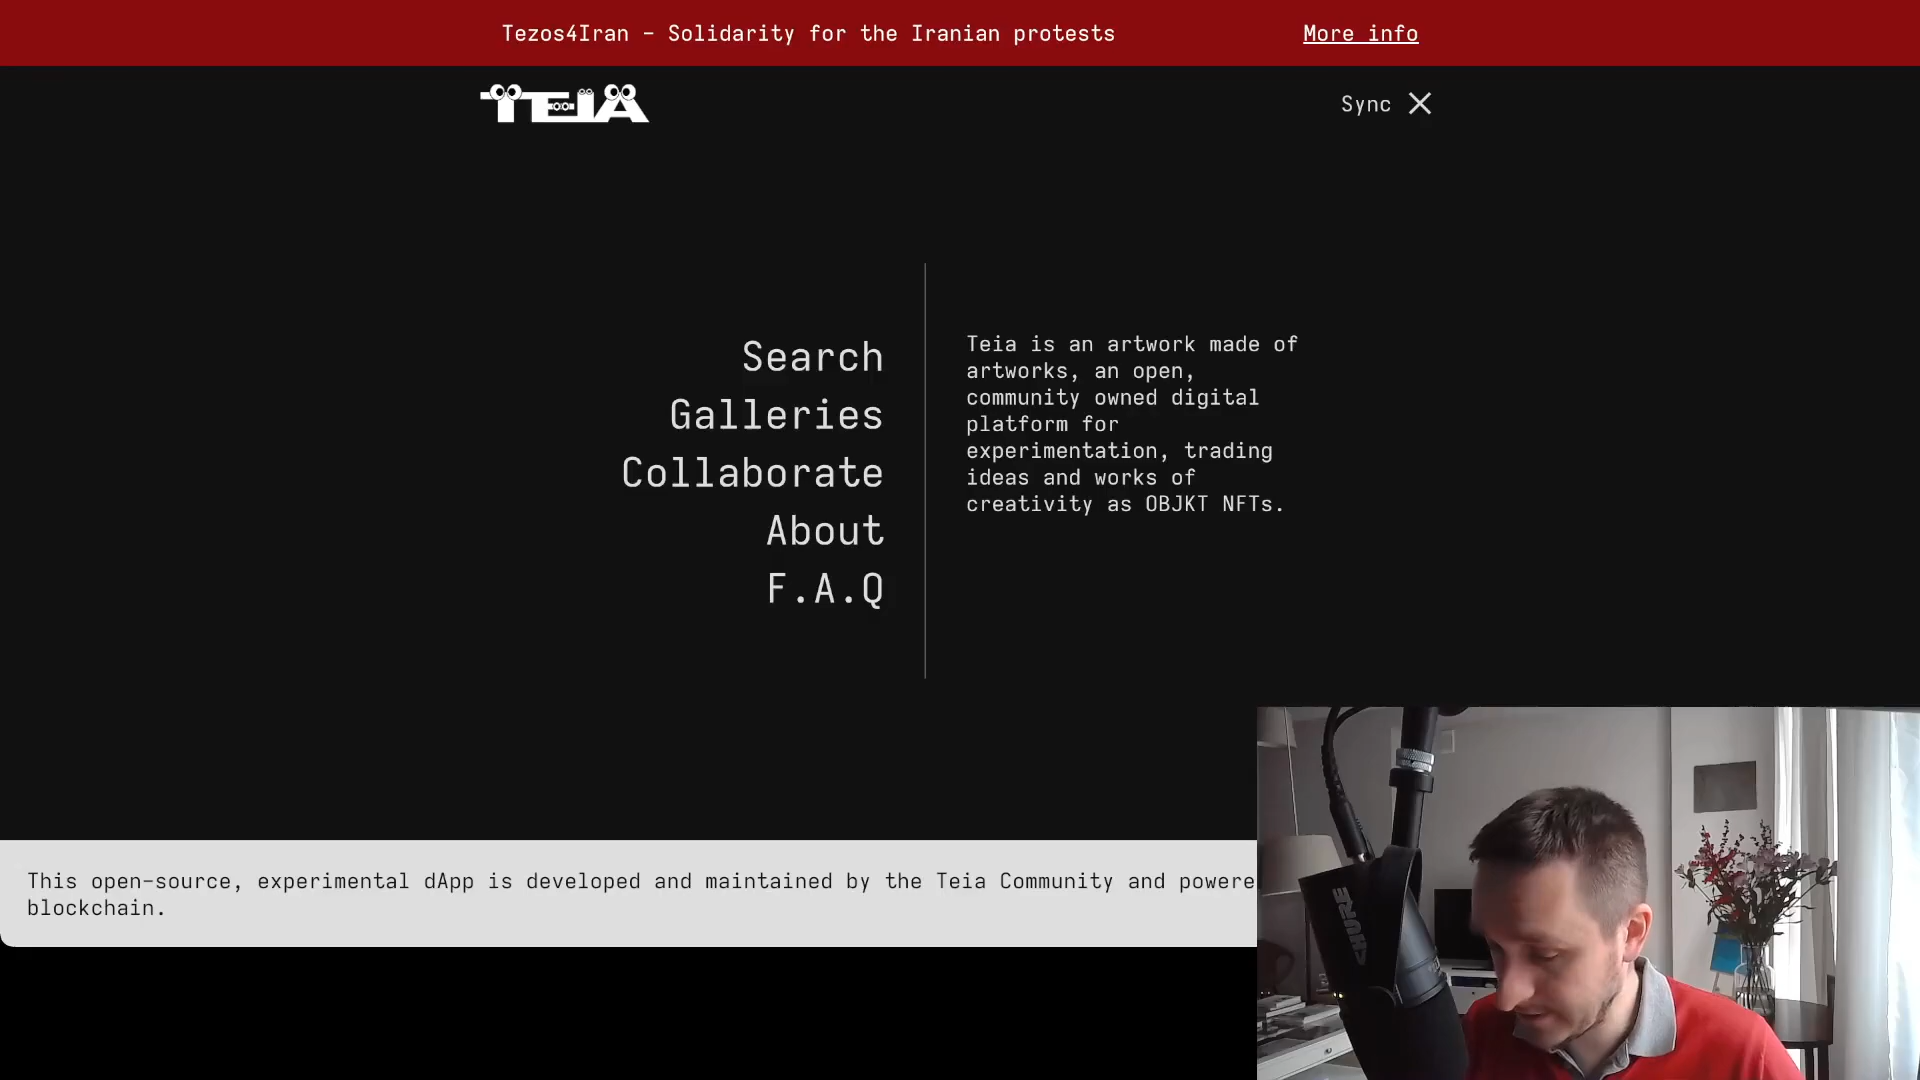 Tezos4Iran - Solidarity for the Iranian protests
More info
TEIA
Sync
Search
Galleries
Collaborate
About
F.A.Q
Teia is an artwork made of
artworks, an open,
community owned digital
platform for
experimentation, trading
ideas and works of
creativity as OBJKT NFTs.
This open-source, experimental dApp is developed and maintained by the Teia Community and powere
blockchain.
SHURE